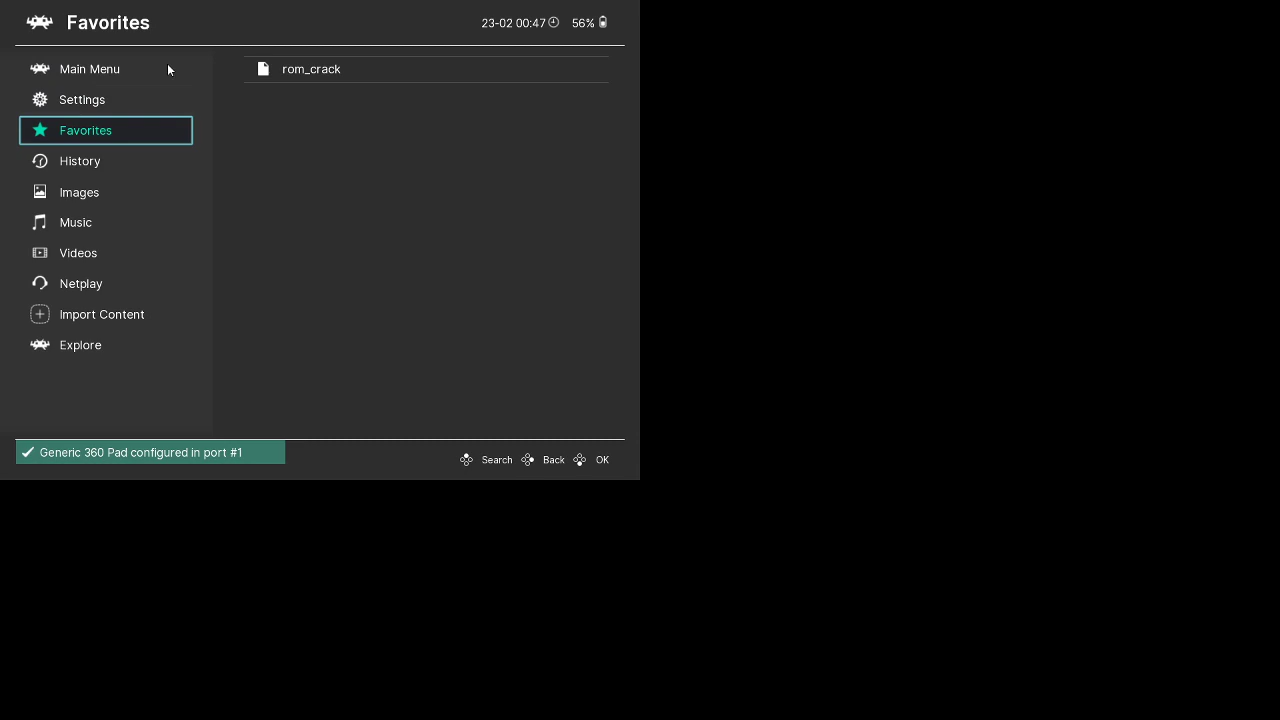 Favorites
23-02 00:47 56%
Main Menu
Settings
Favorites
History
Images
Music
Videos
Netplay
Import Content
Explore
rom_crack
Generic 360 Pad configured in port #1
Search Back OK